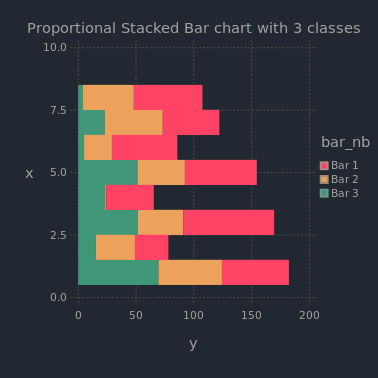 Proportional Stacked Bar chart with 3 classes
10.0
7.5
5.0
2.5
0.0
x
0
50
100
150
200
y
bar_nb
Bar 1
Bar 2
Bar 3